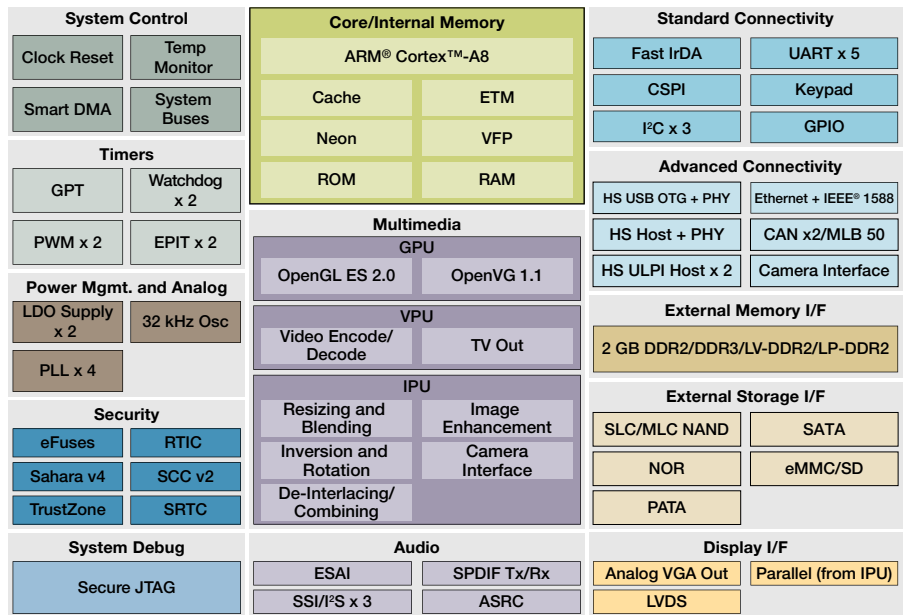 System Control
Clock Reset
Temp
Monitor
Smart DMA
System
Buses
Timers
GPT
Watchdog
x 2
PWM x 2
EPIT x 2
Power Mgmt. and Analog
LDO Supply
x 2
32 kHz Osc
PLL x 4
Security
eFuses
RTIC
Sahara v4
SCC v2
TrustZone
SRTC
System Debug
Secure JTAG
Core/Internal Memory
ARM® Cortex™-A8
Cache
ETM
Neon
VFP
ROM
RAM
Multimedia
GPU
OpenGL ES 2.0
OpenVG 1.1
VPU
Video Encode/
Decode
TV Out
IPU
Resizing and
Blending
Image
Enhancement
Inversion and
Rotation
Camera
Interface
De-Interlacing/
Combining
Audio
ESAI
SPDIF Tx/Rx
SSI/I²S x 3
ASRC
Standard Connectivity
Fast IrDA
UART x 5
CSPI
Keypad
I²C x 3
GPIO
Advanced Connectivity
HS USB OTG + PHY
Ethernet + IEEE® 1588
HS Host + PHY
CAN x2/MLB 50
HS ULPI Host x 2
Camera Interface
External Memory I/F
2 GB DDR2/DDR3/LV-DDR2/LP-DDR2
External Storage I/F
SLC/MLC NAND
SATA
NOR
eMMC/SD
PATA
Display I/F
Analog VGA Out
Parallel (from IPU)
LVDS